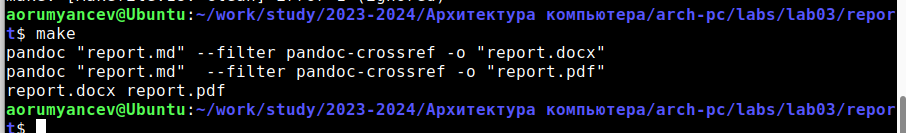 aorumyancev@Ubuntu:~/work/study/2023-2024/Архитектура компьютера/arch-pc/labs/lab03/repor
t$ make
pandoc "report.md" --filter pandoc-crossref -o "report.docx"
pandoc "report.md"  --filter pandoc-crossref -o "report.pdf"
report.docx report.pdf
aorumyancev@Ubuntu:~/work/study/2023-2024/Архитектура компьютера/arch-pc/labs/lab03/repor
t$